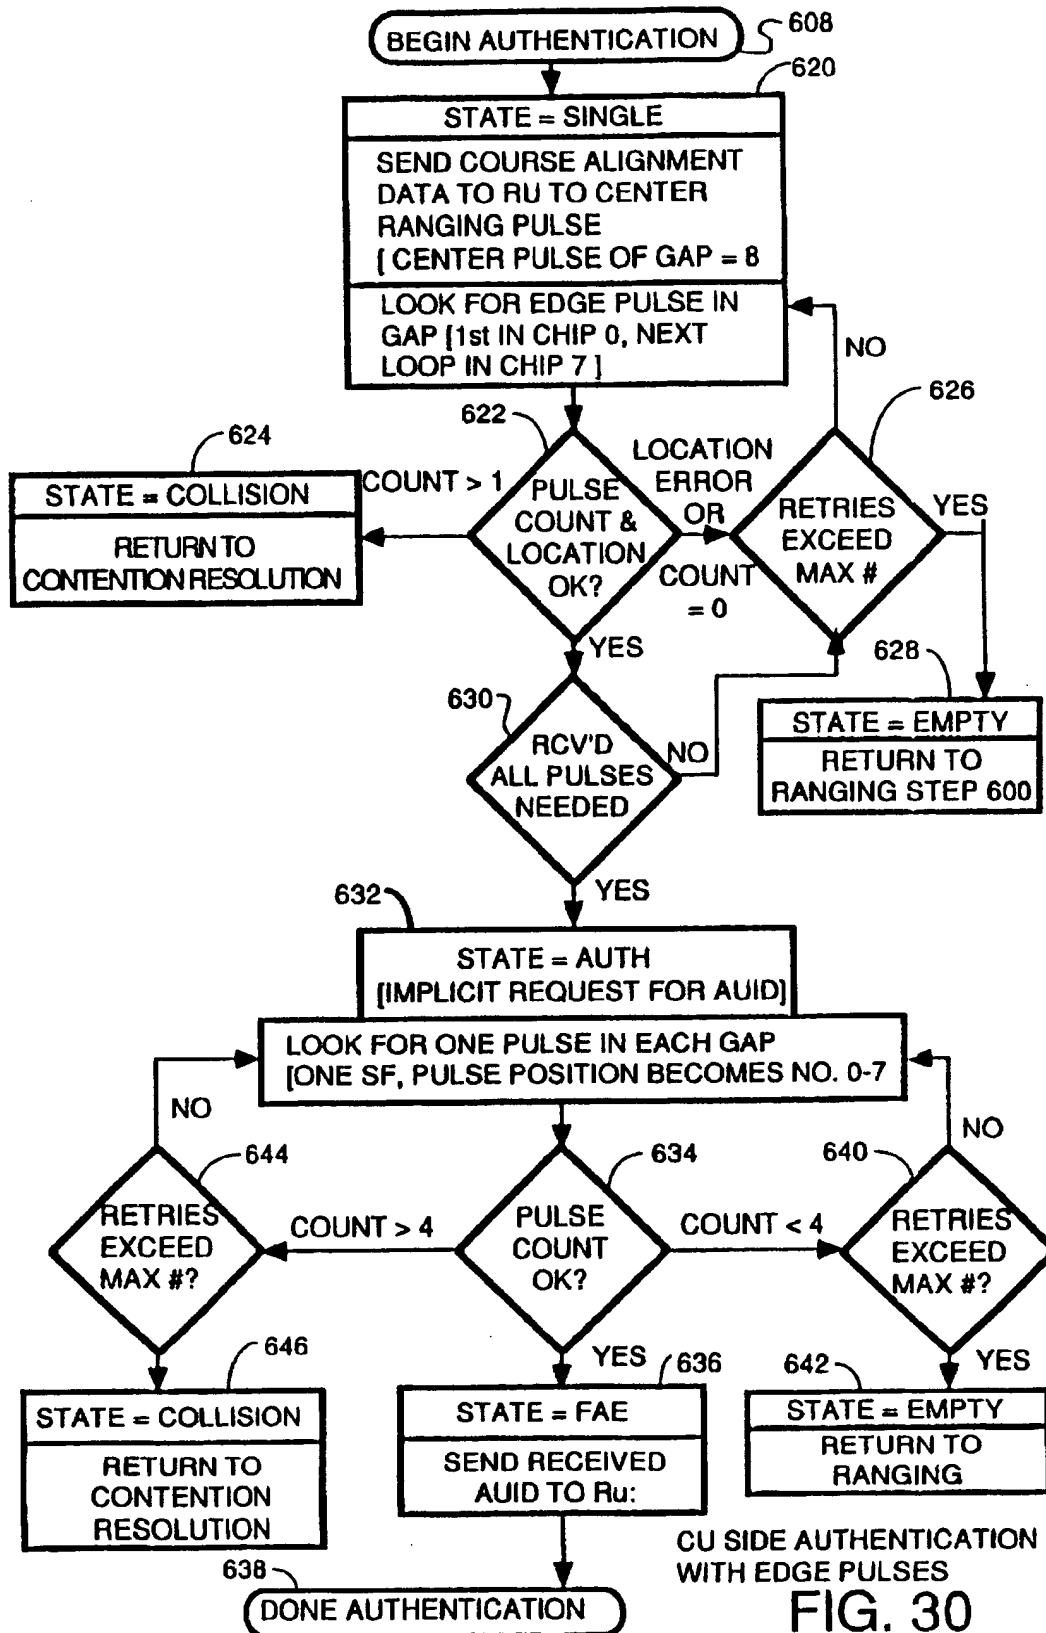 BEGIN AUTHENTICATION
608
620
STATE = SINGLE
SEND COURSE ALIGNMENT
DATA TO RU TO CENTER
RANGING PULSE
[ CENTER PULSE OF GAP = 8
LOOK FOR EDGE PULSE IN
GAP [1st IN CHIP 0, NEXT
LOOP IN CHIP 7 ]
NO
622
626
624
STATE = COLLISION
RETURN TO
CONTENTION RESOLUTION
COUNT > 1
PULSE
COUNT &
LOCATION
OK?
LOCATION
ERROR
OR
COUNT
= 0
RETRIES
EXCEED
MAX #
YES
YES
628
STATE = EMPTY
RETURN TO
RANGING STEP 600
630
RCV'D
ALL PULSES
NEEDED
NO
YES
632
STATE = AUTH
[IMPLICIT REQUEST FOR AUID]
LOOK FOR ONE PULSE IN EACH GAP
[ONE SF, PULSE POSITION BECOMES NO. 0-7
NO
NO
644
634
640
RETRIES
EXCEED
MAX #?
COUNT > 4
PULSE
COUNT
OK?
COUNT < 4
RETRIES
EXCEED
MAX #?
646
YES
636
642
YES
STATE = COLLISION
RETURN TO
CONTENTION
RESOLUTION
STATE = FAE
SEND RECEIVED
AUID TO Ru:
STATE = EMPTY
RETURN TO
RANGING
638
DONE AUTHENTICATION
CU SIDE AUTHENTICATION
WITH EDGE PULSES
FIG. 30